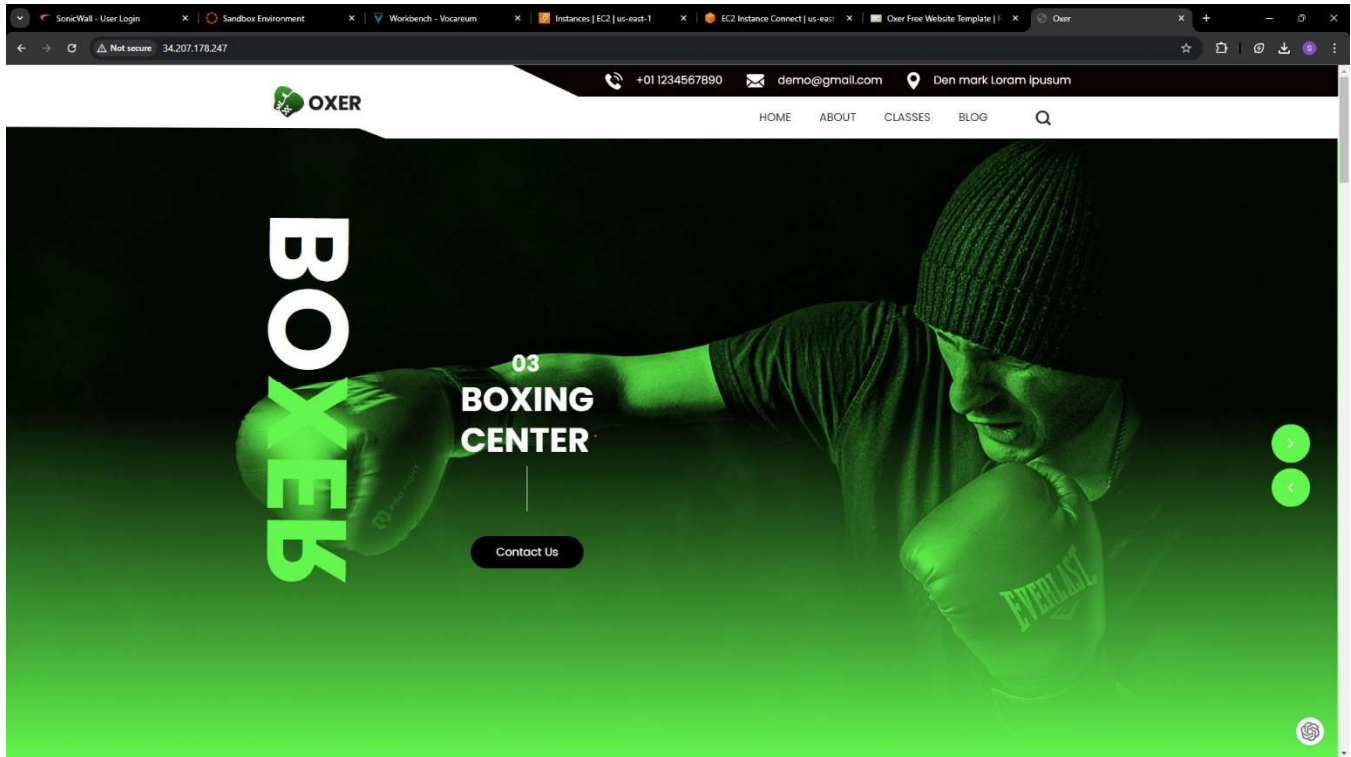 SonicWall - User Login
Sandbox Environment
Workbench - Vocareum
Instances | EC2 | us-east-1
EC2 Instance Connect | us-east
Oxer Free Website Template | F
Oxer
Not secure 34.207.178.247
S
+01 1234567890 demo@gmail.com Den mark Loram ipusum
OXER
HOME ABOUT CLASSES BLOG
BOXER
03
BOXING
CENTER
Contact Us
PRO FIGHT
EVERLAST